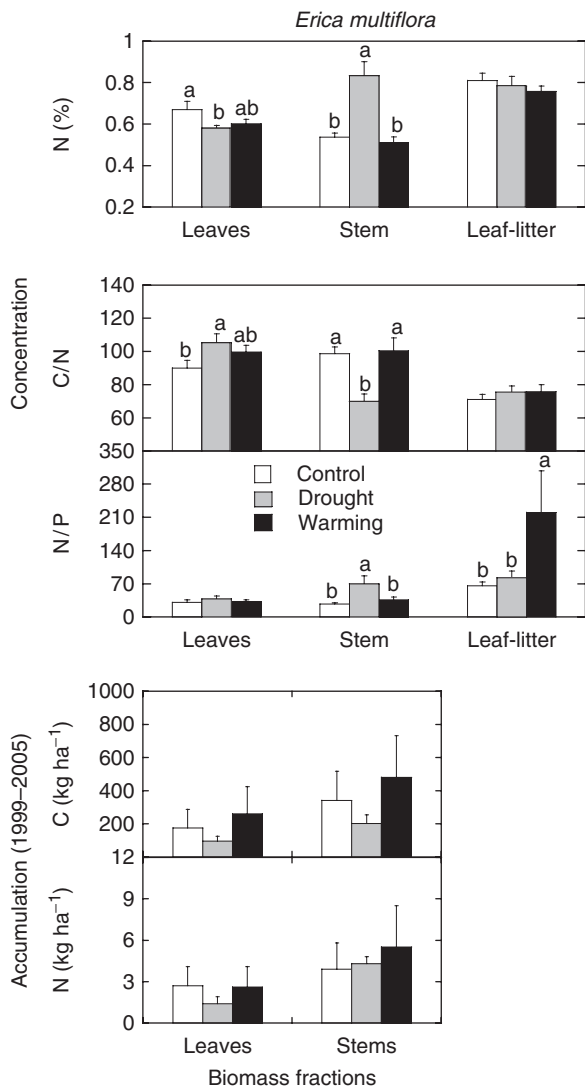 Erica multiflora
1
0.8
0.6
0.4
0.2
N (%)
a
b
ab
b
a
b
Leaves
Stem
Leaf-litter
Concentration
140
120
100
80
60
C/N
b
a
ab
a
b
a
350
280
210
140
70
0
N/P
Control
Drought
Warming
b
a
b
b
b
a
Leaves
Stem
Leaf-litter
Accumulation (1999–2005)
1000
800
600
400
200
C (kg ha−1)
12
9
6
3
0
N (kg ha−1)
Leaves
Stems
Biomass fractions